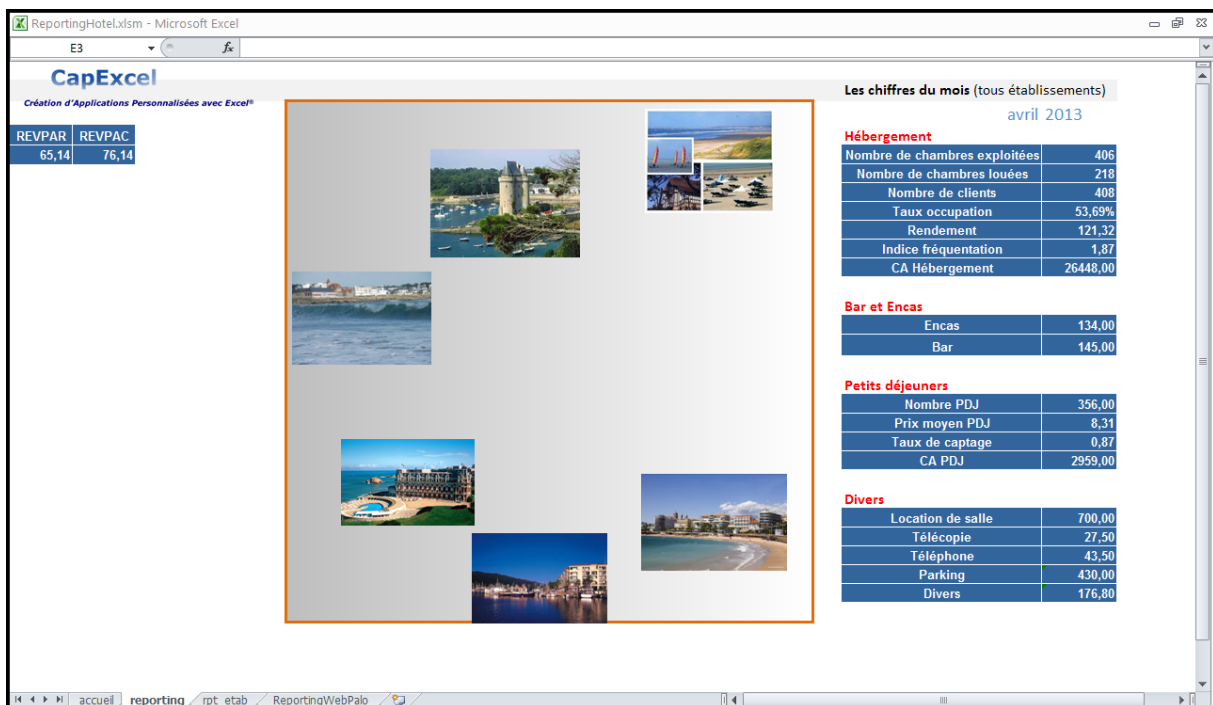 ReportingHotel.xlsm - Microsoft Excel
E3 fx
CapExcel
Création d'Applications Personnalisées avec Excel®
REVPAR REVPAC
65,14 76,14
Les chiffres du mois (tous établissements)
avril 2013
Hébergement
Nombre de chambres exploitées 406
Nombre de chambres louées 218
Nombre de clients 408
Taux occupation 53,69%
Rendement 121,32
Indice fréquentation 1,87
CA Hébergement 26448,00
Bar et Encas
Encas 134,00
Bar 145,00
Petits déjeuners
Nombre PDJ 356,00
Prix moyen PDJ 8,31
Taux de captage 0,87
CA PDJ 2959,00
Divers
Location de salle 700,00
Télécopie 27,50
Téléphone 43,50
Parking 430,00
Divers 176,80
accueil reporting rpt_etab ReportingWebPalo